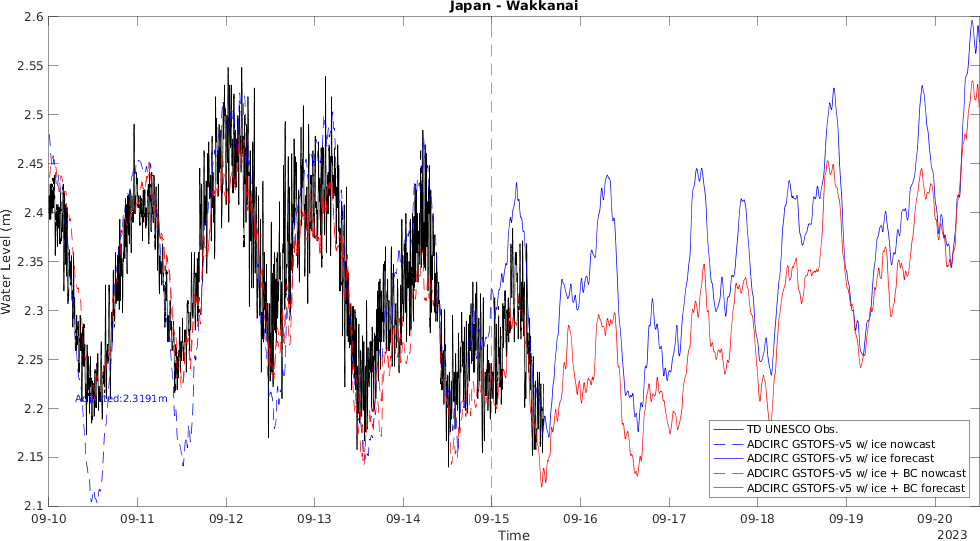 Japan - Wakkanai
2.6
2.55
2.5
2.45
2.4
2.35
2.3
2.25
2.2
2.15
2.1
Water Level (m)
Adjusted:2.3191m
TD UNESCO Obs.
ADCIRC GSTOFS-v5 w/ ice nowcast
ADCIRC GSTOFS-v5 w/ ice forecast
ADCIRC GSTOFS-v5 w/ ice + BC nowcast
ADCIRC GSTOFS-v5 w/ ice + BC forecast
09-10 09-11 09-12 09-13 09-14 09-15 09-16 09-17 09-18 09-19 09-20
Time
2023